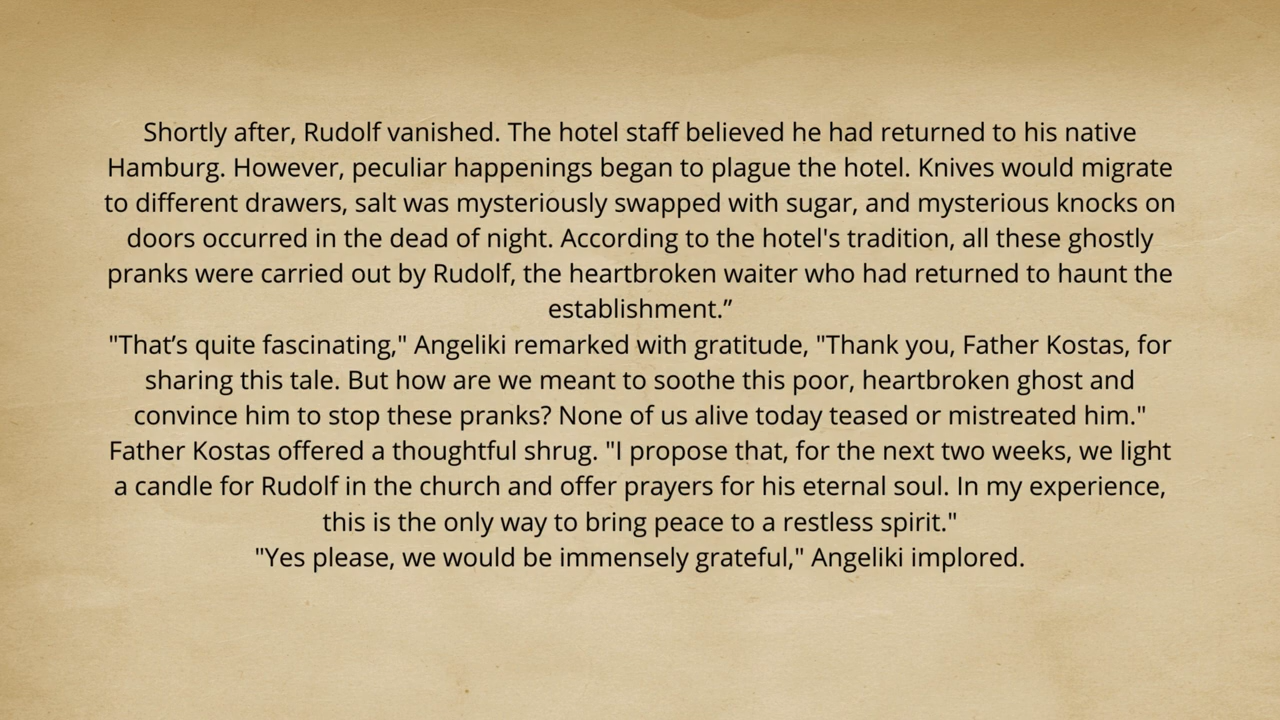 Shortly after, Rudolf vanished. The hotel staff believed he had returned to his native
Hamburg. However, peculiar happenings began to plague the hotel. Knives would migrate
to different drawers, salt was mysteriously swapped with sugar, and mysterious knocks on
doors occurred in the dead of night. According to the hotel's tradition, all these ghostly
pranks were carried out by Rudolf, the heartbroken waiter who had returned to haunt the
establishment.”
"That’s quite fascinating," Angeliki remarked with gratitude, "Thank you, Father Kostas, for
sharing this tale. But how are we meant to soothe this poor, heartbroken ghost and
convince him to stop these pranks? None of us alive today teased or mistreated him."
Father Kostas offered a thoughtful shrug. "I propose that, for the next two weeks, we light
a candle for Rudolf in the church and offer prayers for his eternal soul. In my experience,
this is the only way to bring peace to a restless spirit."
"Yes please, we would be immensely grateful," Angeliki implored.